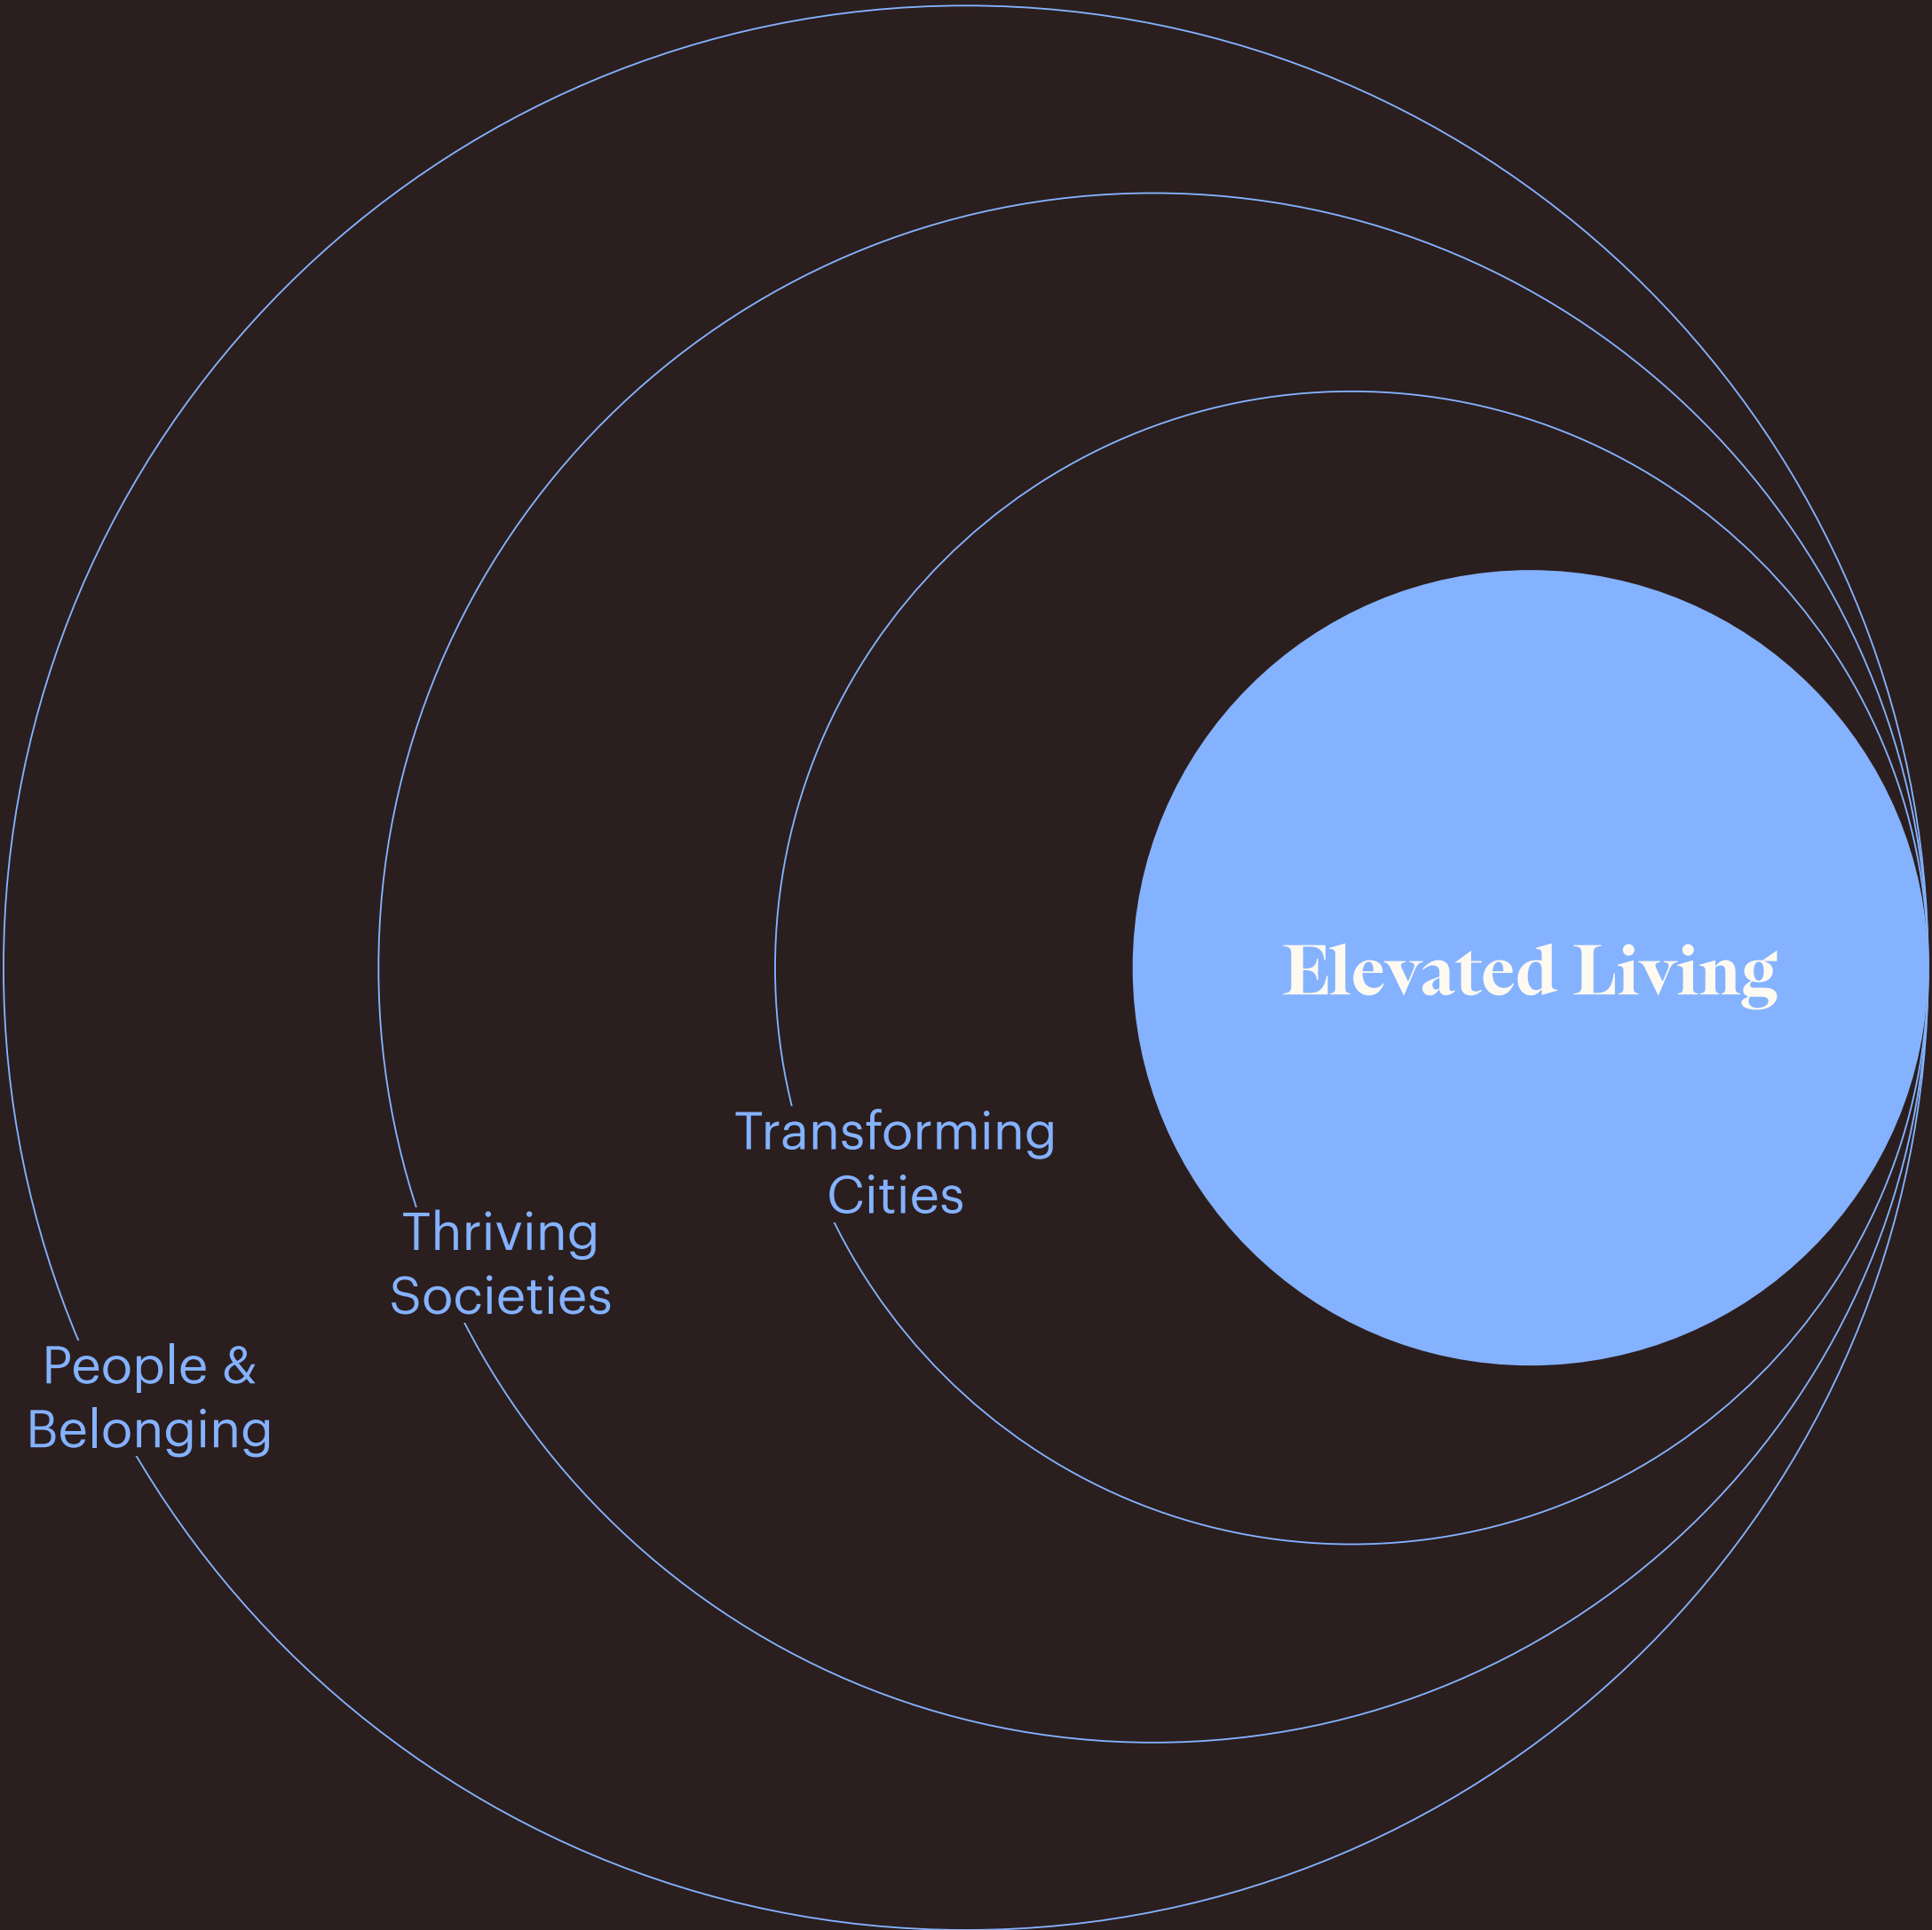 Elevated Living
Transforming
Cities
Thriving
Societies
People &
Belonging